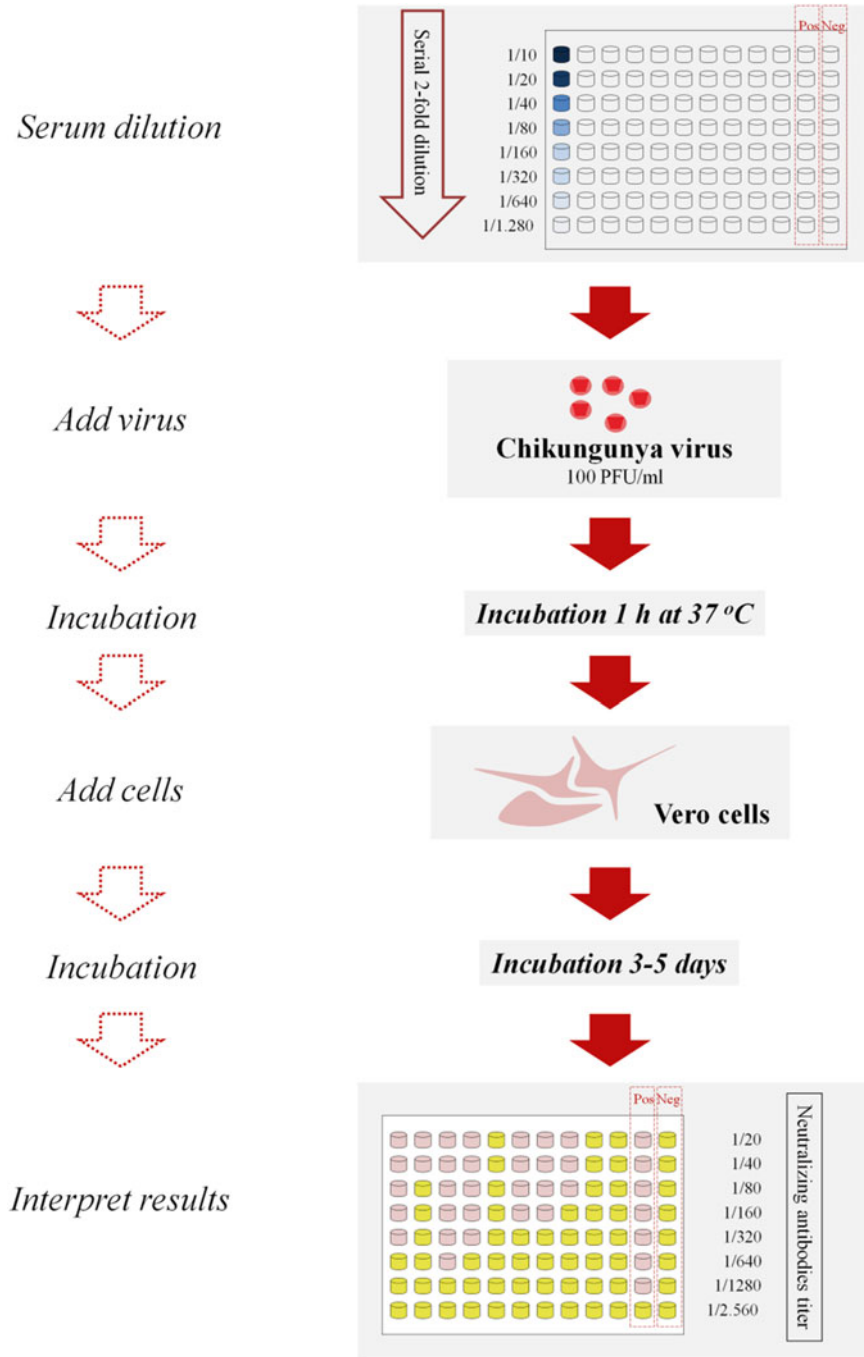 Pos Neg
Serum dilution
Serial 2-fold dilution
1/10
1/20
1/40
1/80
1/160
1/320
1/640
1/1.280
Add virus
Chikungunya virus
100 PFU/ml
Incubation
Incubation 1 h at 37 ºC
Add cells
Vero cells
Incubation
Incubation 3-5 days
Interpret results
Pos Neg
1/20
1/40
1/80
1/160
1/320
1/640
1/1280
1/2.560
Neutralizing antibodies titer